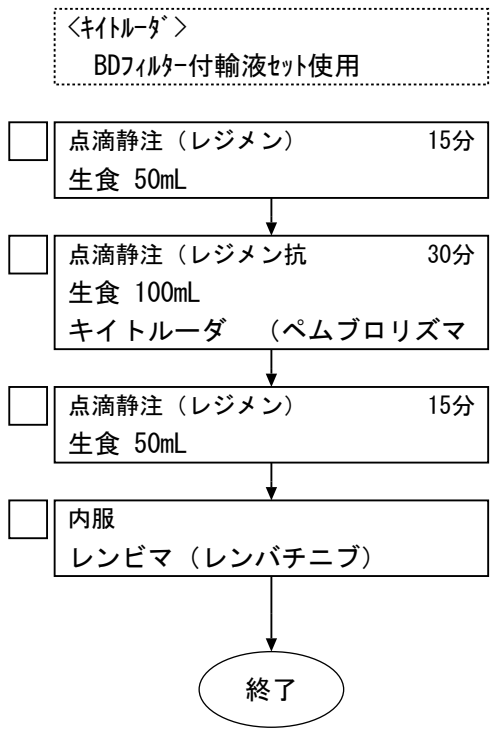 <ｷｲﾄﾙｰﾀﾞ>
BDﾌｨﾙﾀｰ付輸液ｾｯﾄ使用
点滴静注（レジメン） 15分
生食 50mL
点滴静注（レジメン抗 30分
生食 100mL
キイトルーダ （ペムブロリズマ
点滴静注（レジメン） 15分
生食 50mL
内服
レンビマ（レンバチニブ）
終了